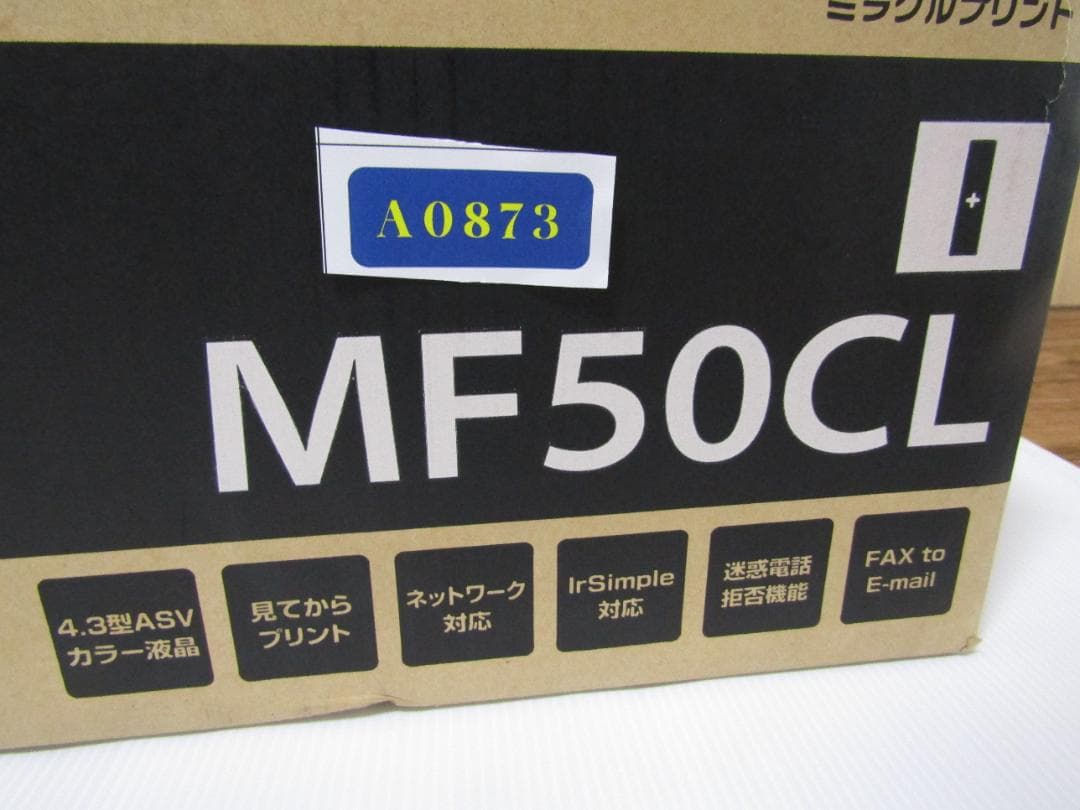 ミラクルプリント
A0873
MF50CL
4.3型ASV
カラー液晶
見てから
プリント
ネットワーク
対応
IrSimple
対応
迷惑電話
拒否機能
FAX to
E-mail